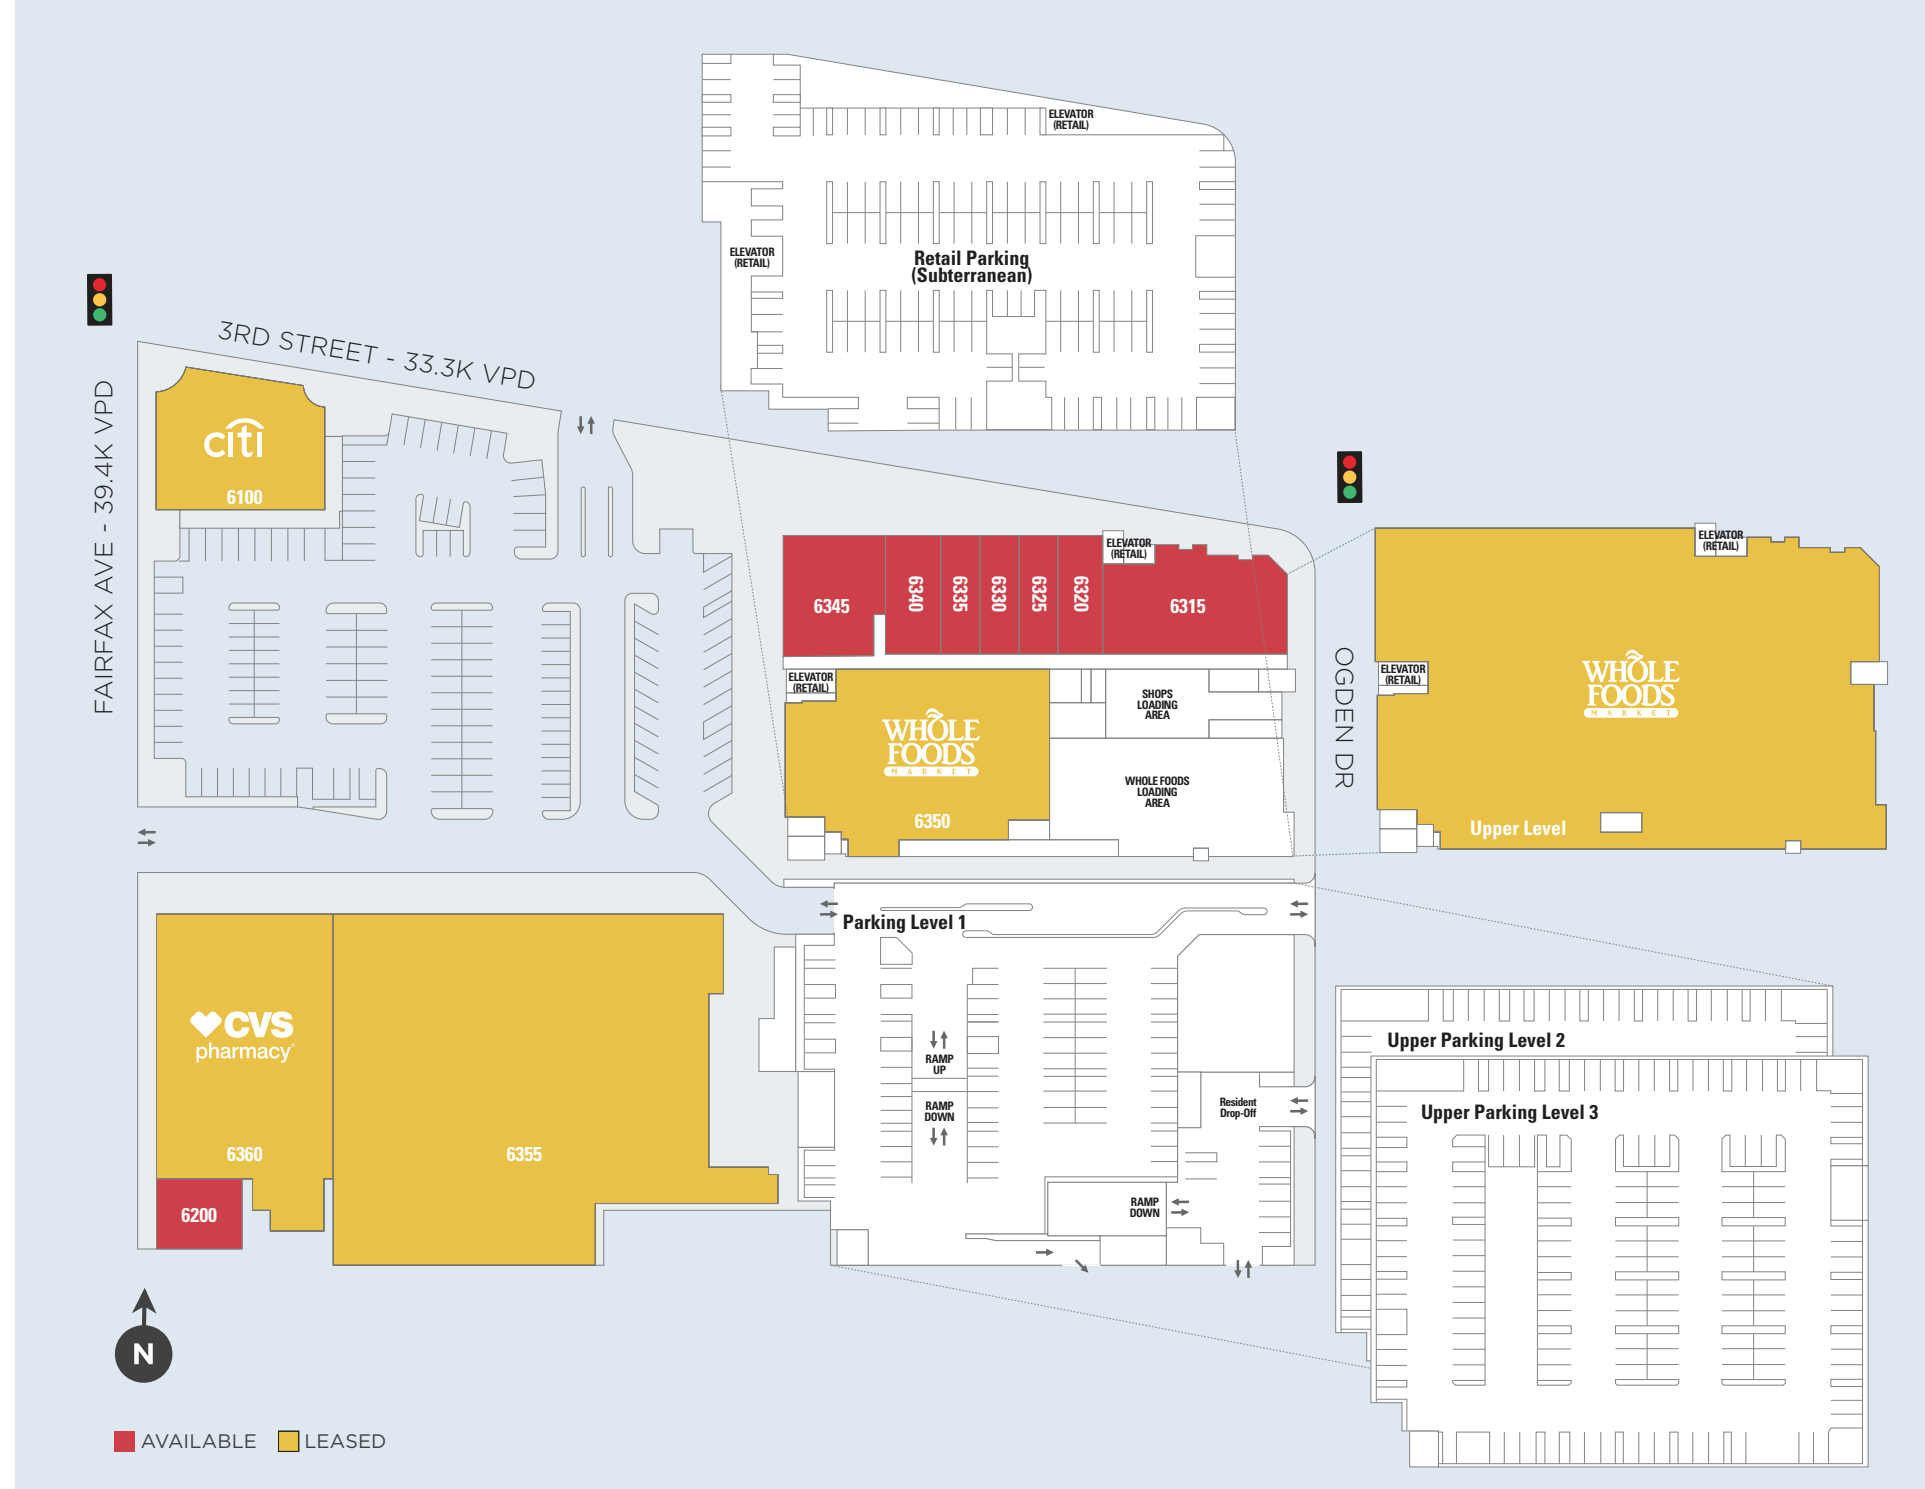 ELEVATOR
(RETAIL)
ELEVATOR
(RETAIL)
Retail Parking
(Subterranean)
3RD STREET - 33.3K VPD
FAIRFAX AVE - 39.4K VPD
citi
6100
6345
6340
6335
6330
6325
6320
ELEVATOR
(RETAIL)
6315
ELEVATOR
(RETAIL)
WHOLE
FOODS
MARKET
6350
SHOPS
LOADING
AREA
WHOLE FOODS
LOADING
AREA
OGDEN DR
ELEVATOR
(RETAIL)
ELEVATOR
(RETAIL)
WHOLE
FOODS
MARKET
Upper Level
Parking Level 1
RAMP
UP
RAMP
DOWN
Resident
Drop-Off
RAMP
DOWN
CVS
pharmacy
6360
6355
6200
Upper Parking Level 2
Upper Parking Level 3
N
AVAILABLE
LEASED